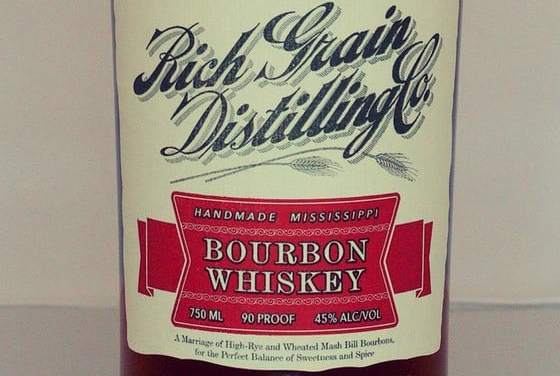 Rich Grain
Distilling Co.
HANDMADE MISSISSIPPI
BOURBON
WHISKEY
750 ML 90 PROOF 45% ALC/VOL
A Marriage of High-Rye and Wheated Mash Bill Bourbons,
for the Perfect Balance of Sweetness and Spice